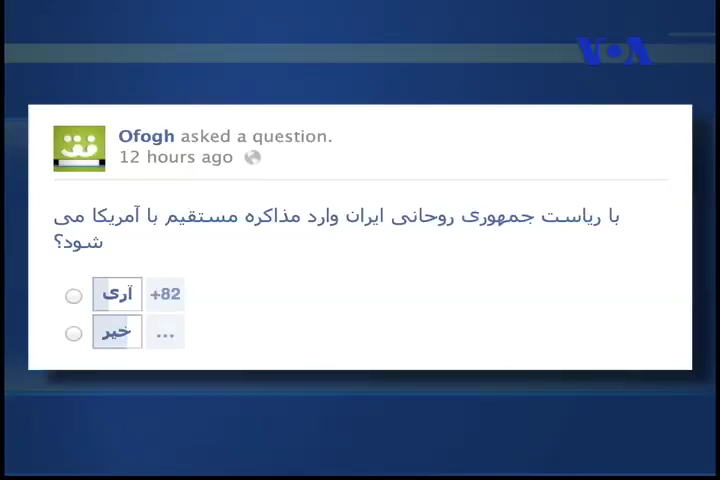 VOA
افق
Ofogh asked a question.
12 hours ago
با ریاست جمهوری روحانی ایران وارد مذاکره مستقیم با آمریکا می
شود؟
آری +82
خیر ...